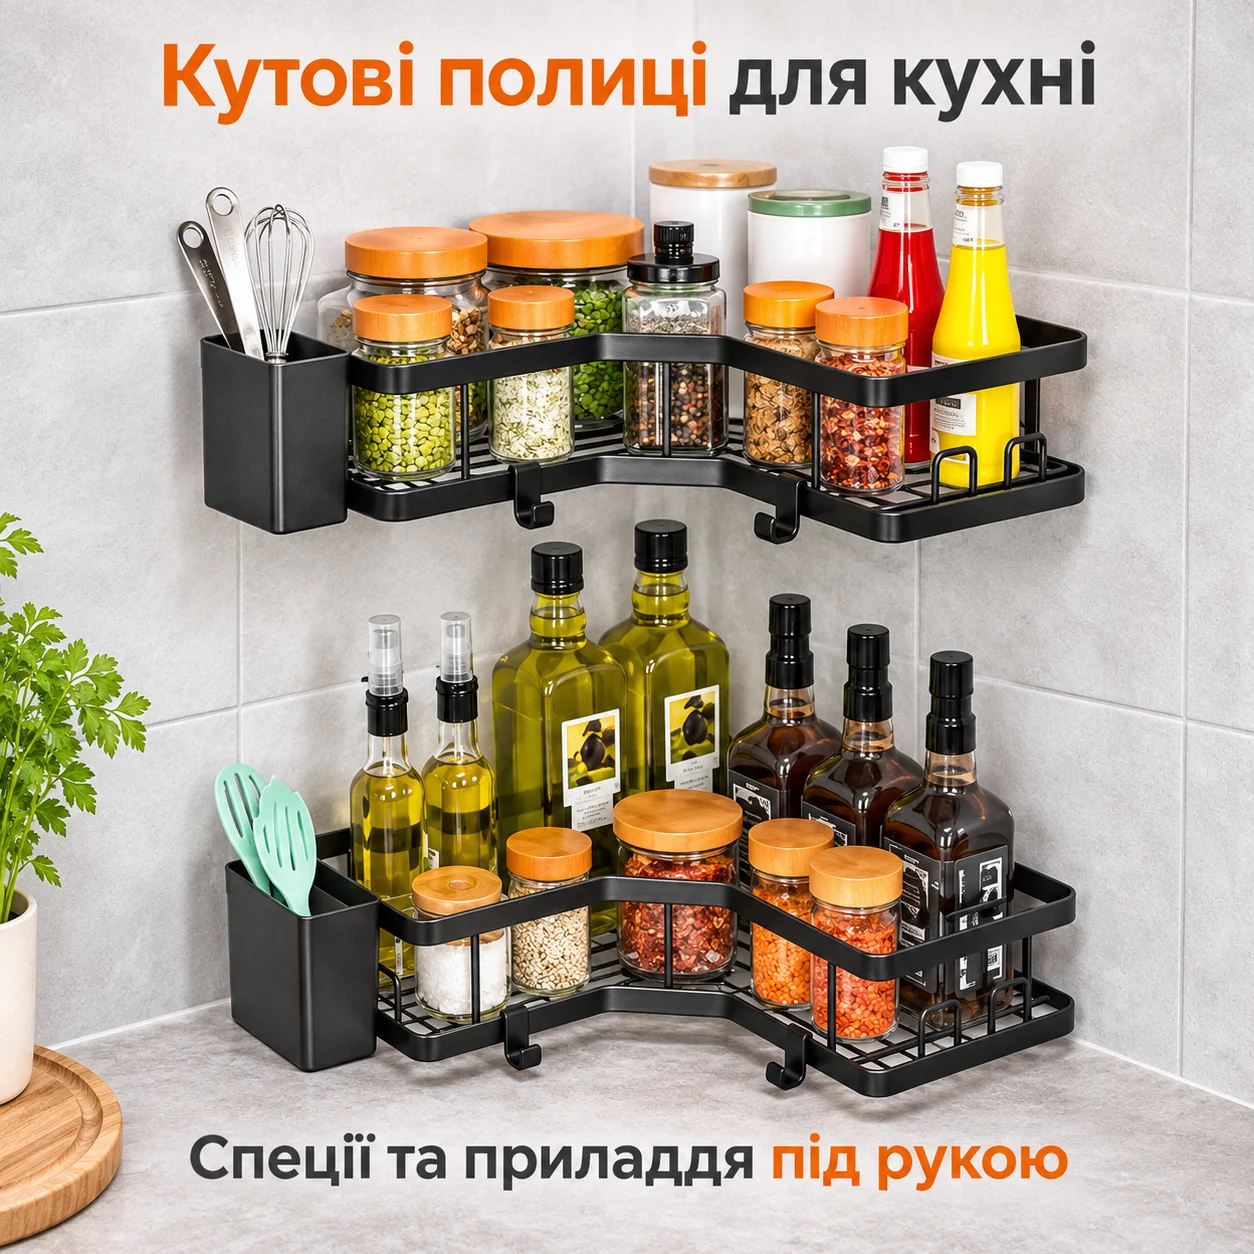 Кутові полиці для кухні
Спеції та приладдя під рукою